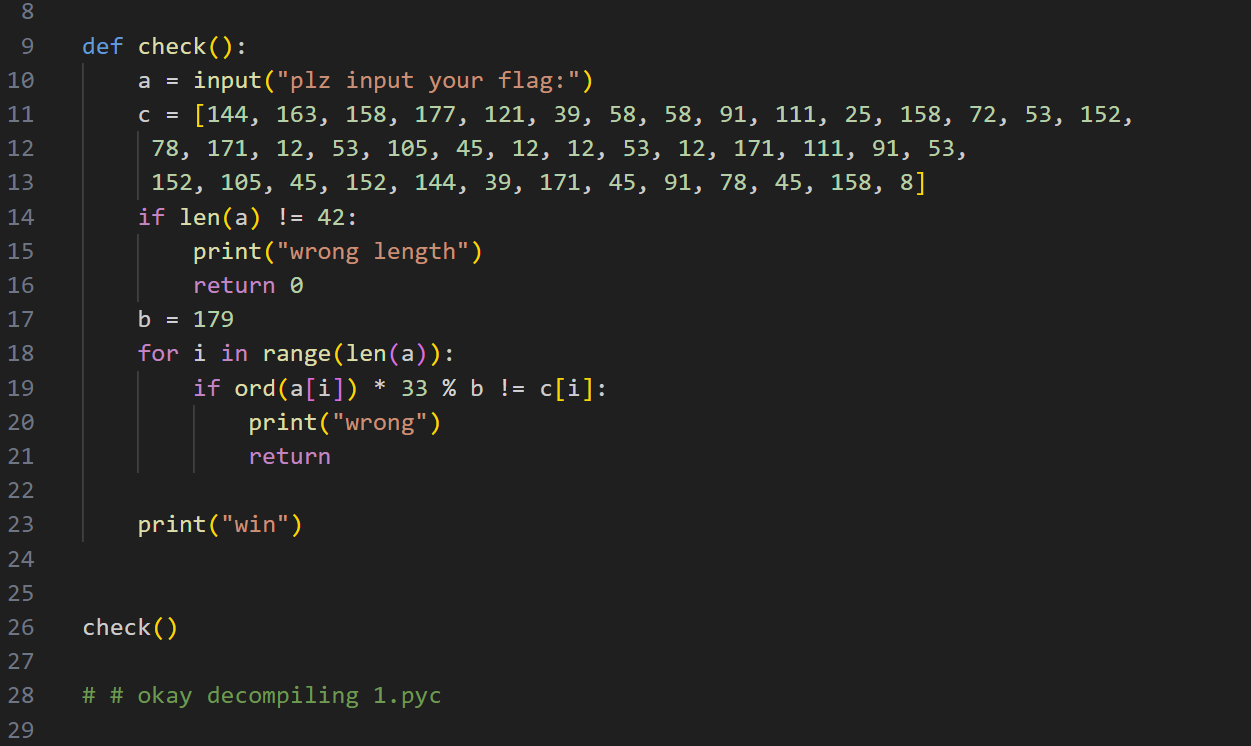 8
9 def check():
10     a = input("plz input your flag:")
11     c = [144, 163, 158, 177, 121, 39, 58, 58, 91, 111, 25, 158, 72, 53, 152,
12      78, 171, 12, 53, 105, 45, 12, 12, 53, 12, 171, 111, 91, 53,
13      152, 105, 45, 152, 144, 39, 171, 45, 91, 78, 45, 158, 8]
14     if len(a) != 42:
15         print("wrong length")
16         return 0
17     b = 179
18     for i in range(len(a)):
19         if ord(a[i]) * 33 % b != c[i]:
20             print("wrong")
21             return
22
23     print("win")
24
25
26 check()
27
28 # # okay decompiling 1.pyc
29